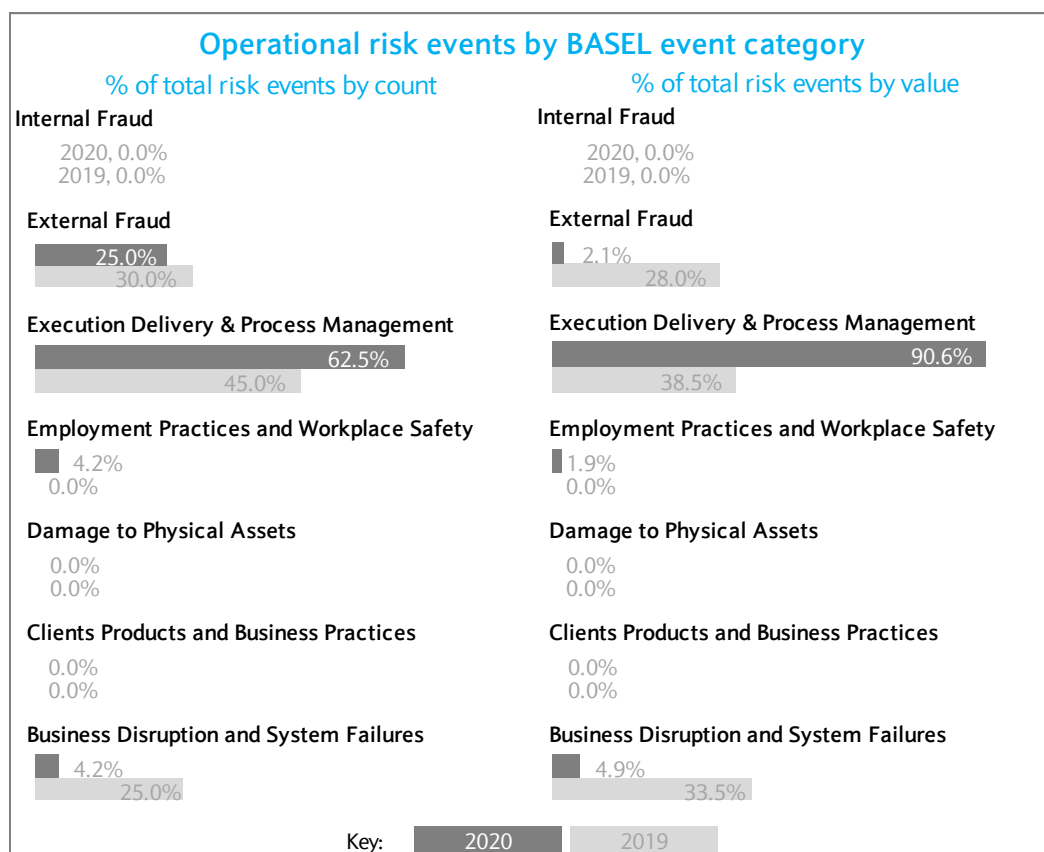 Operational risk events by BASEL event category
% of total risk events by count
Internal Fraud
2020, 0.0%
2019, 0.0%
External Fraud
25.0%
30.0%
Execution Delivery & Process Management
62.5%
45.0%
Employment Practices and Workplace Safety
4.2%
0.0%
Damage to Physical Assets
0.0%
0.0%
Clients Products and Business Practices
0.0%
0.0%
Business Disruption and System Failures
4.2%
25.0%
% of total risk events by value
Internal Fraud
2020, 0.0%
2019, 0.0%
External Fraud
2.1%
28.0%
Execution Delivery & Process Management
90.6%
38.5%
Employment Practices and Workplace Safety
1.9%
0.0%
Damage to Physical Assets
0.0%
0.0%
Clients Products and Business Practices
0.0%
0.0%
Business Disruption and System Failures
4.9%
33.5%
Key: 2020 2019